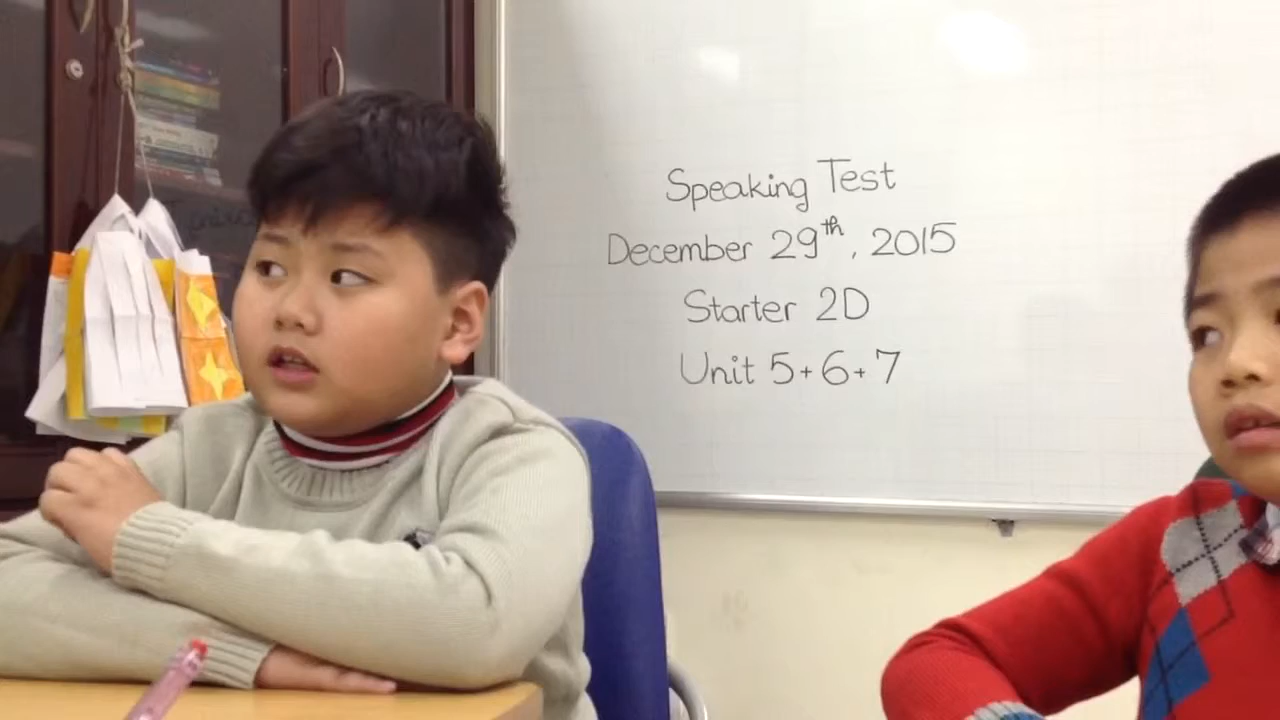 Speaking Test
December 29th, 2015
Starter 2D
Unit 5+6+7